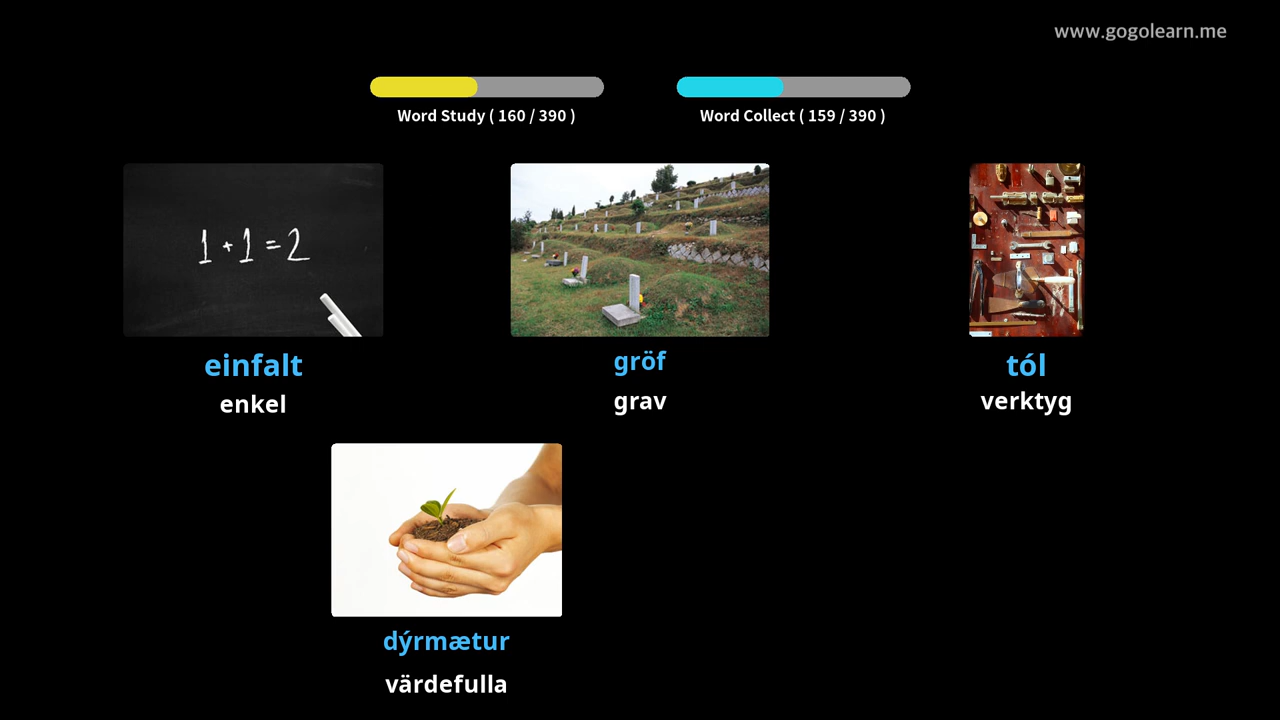 www.gogolearn.me
Word Study ( 160 / 390 )
Word Collect ( 159 / 390 )
1 + 1 = 2
einfalt
enkel
gröf
grav
tól
verktyg
dýrmætur
värdefulla